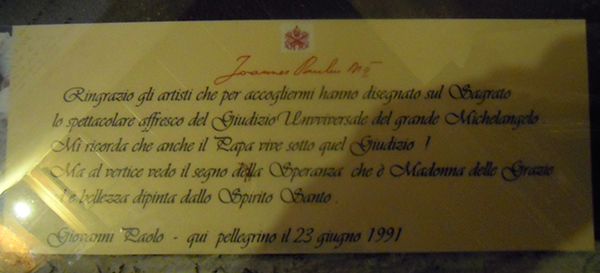 Joannes Paulus PP. II
Ringrazio gli artisti che per accogliermi hanno disegnato sul Sagrato
lo spettacolare affresco del Giudizio Unvviversale del grande Michelangelo.
Mi ricorda che anche il Papa vive sotto quel Giudizio !
Ma al vertice vedo il segno della Speranza che è Madonna delle Grazie
bellezza dipinta dallo Spirito Santo.
Giovanni Paolo - qui pellegrino il 23 giugno 1991